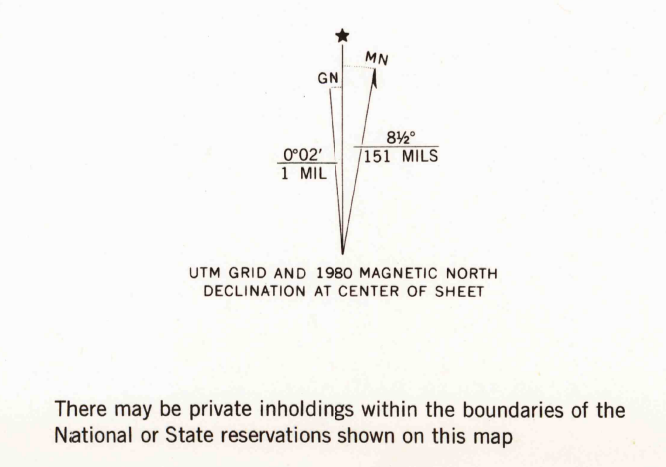 MN
GN
8½°
0°02'
151 MILS
1 MIL
UTM GRID AND 1980 MAGNETIC NORTH
DECLINATION AT CENTER OF SHEET
There may be private inholdings within the boundaries of the
National or State reservations shown on this map